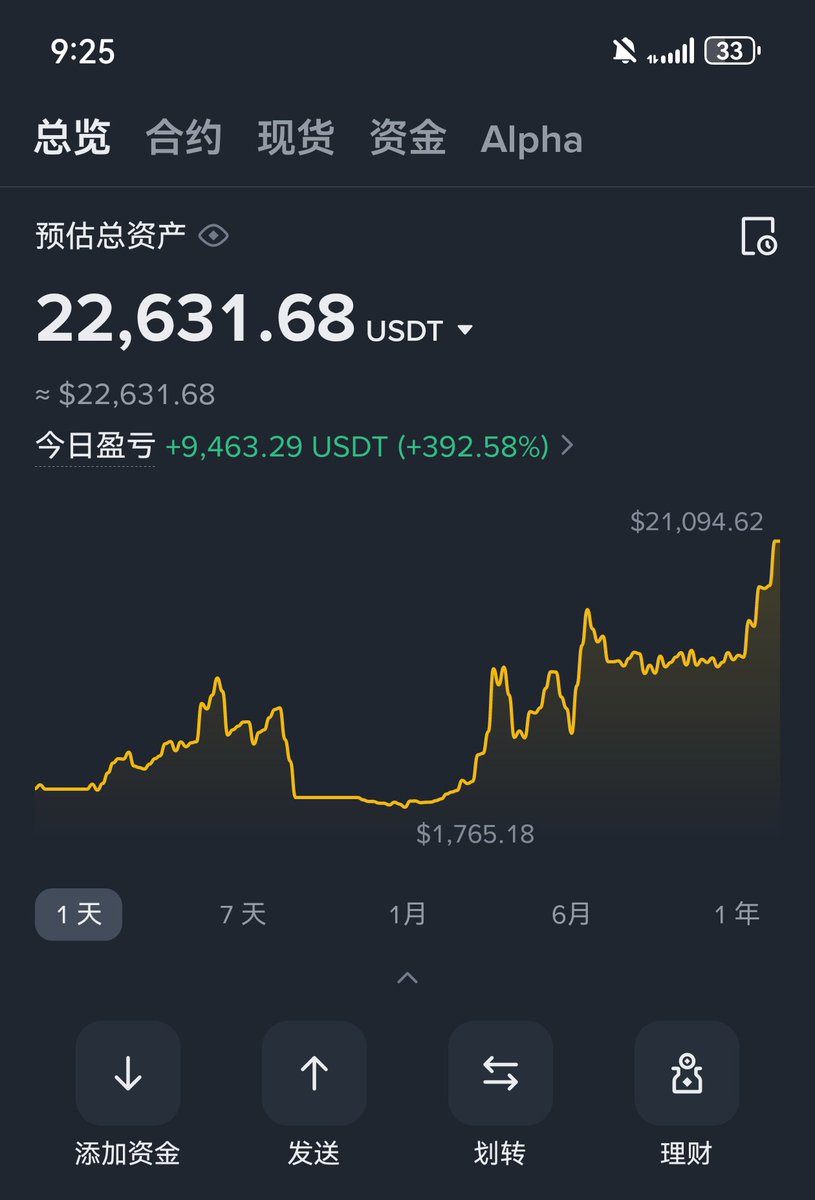 9:25 33
总览 合约 现货 资金 Alpha
预估总资产
22,631.68 USDT
≈ $22,631.68
今日盈亏 +9,463.29 USDT (+392.58%)
$21,094.62
$1,765.18
1 天 7 天 1月 6月 1 年
添加资金 发送 划转 理财